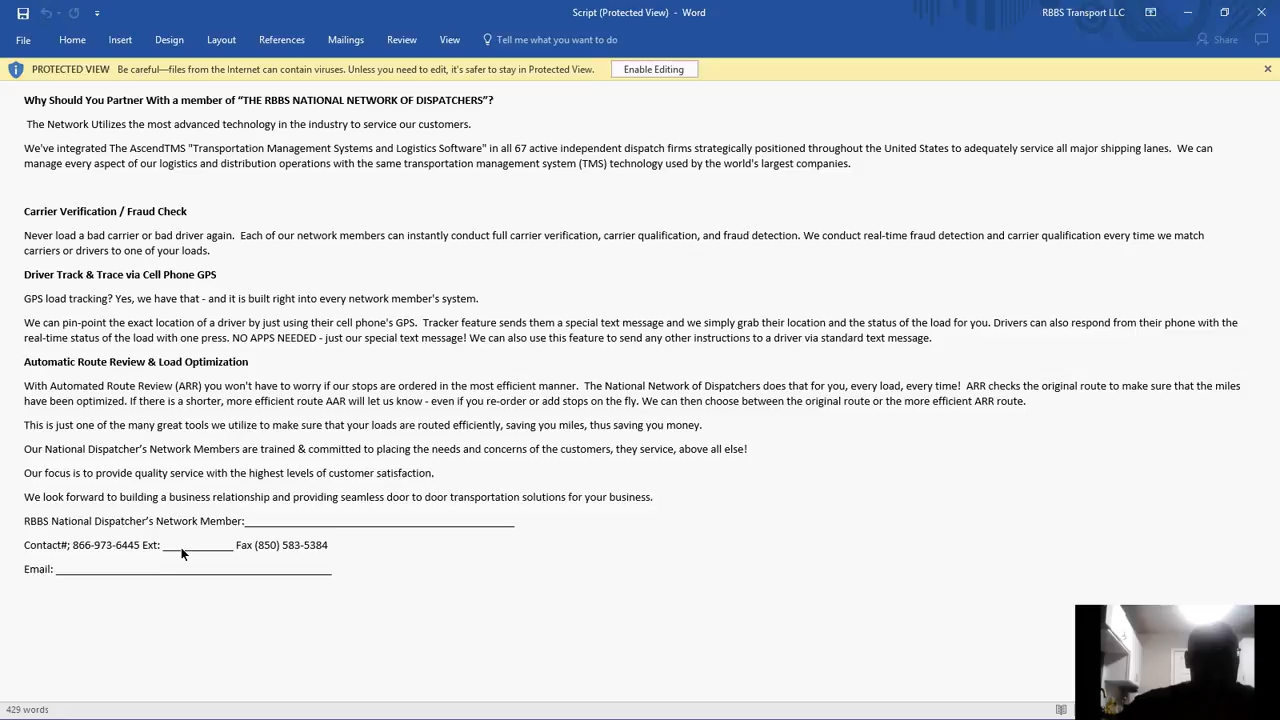 Script (Protected View) - Word
RBBS Transport LLC
File Home Insert Design Layout References Mailings Review View Tell me what you want to do Share
PROTECTED VIEW Be careful—files from the Internet can contain viruses. Unless you need to edit, it's safer to stay in Protected View. Enable Editing
Why Should You Partner With a member of “THE RBBS NATIONAL NETWORK OF DISPATCHERS”?
The Network Utilizes the most advanced technology in the industry to service our customers.
We've integrated The AscendTMS "Transportation Management Systems and Logistics Software" in all 67 active independent dispatch firms strategically positioned throughout the United States to adequately service all major shipping lanes. We can
manage every aspect of our logistics and distribution operations with the same transportation management system (TMS) technology used by the world's largest companies.
Carrier Verification / Fraud Check
Never load a bad carrier or bad driver again. Each of our network members can instantly conduct full carrier verification, carrier qualification, and fraud detection. We conduct real-time fraud detection and carrier qualification every time we match
carriers or drivers to one of your loads.
Driver Track & Trace via Cell Phone GPS
GPS load tracking? Yes, we have that - and it is built right into every network member's system.
We can pin-point the exact location of a driver by just using their cell phone's GPS. Tracker feature sends them a special text message and we simply grab their location and the status of the load for you. Drivers can also respond from their phone with the
real-time status of the load with one press. NO APPS NEEDED - just our special text message! We can also use this feature to send any other instructions to a driver via standard text message.
Automatic Route Review & Load Optimization
With Automated Route Review (ARR) you won't have to worry if our stops are ordered in the most efficient manner. The National Network of Dispatchers does that for you, every load, every time! ARR checks the original route to make sure that the miles
have been optimized. If there is a shorter, more efficient route AAR will let us know - even if you re-order or add stops on the fly. We can then choose between the original route or the more efficient ARR route.
This is just one of the many great tools we utilize to make sure that your loads are routed efficiently, saving you miles, thus saving you money.
Our National Dispatcher’s Network Members are trained & committed to placing the needs and concerns of the customers, they service, above all else!
Our focus is to provide quality service with the highest levels of customer satisfaction.
We look forward to building a business relationship and providing seamless door to door transportation solutions for your business.
RBBS National Dispatcher’s Network Member:______________________________________________
Contact#; 866-973-6445 Ext: ____________ Fax (850) 583-5384
Email: _______________________________________________
429 words